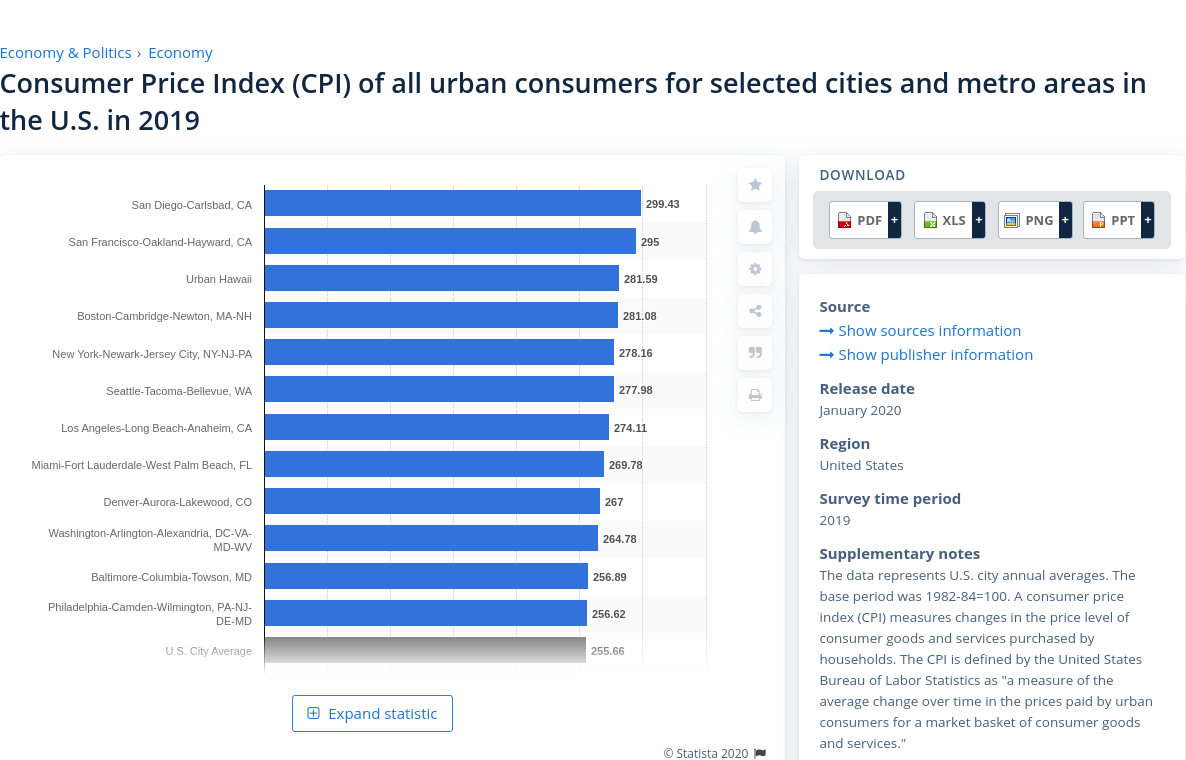 Economy & Politics › Economy
Consumer Price Index (CPI) of all urban consumers for selected cities and metro areas in
the U.S. in 2019
San Diego-Carlsbad, CA 299.43
San Francisco-Oakland-Hayward, CA 295
Urban Hawaii 281.59
Boston-Cambridge-Newton, MA-NH 281.08
New York-Newark-Jersey City, NY-NJ-PA 278.16
Seattle-Tacoma-Bellevue, WA 277.98
Los Angeles-Long Beach-Anaheim, CA 274.11
Miami-Fort Lauderdale-West Palm Beach, FL 269.78
Denver-Aurora-Lakewood, CO 267
Washington-Arlington-Alexandria, DC-VA-
MD-WV 264.78
Baltimore-Columbia-Towson, MD 256.89
Philadelphia-Camden-Wilmington, PA-NJ-
DE-MD 256.62
U.S. City Average 255.66
Expand statistic
© Statista 2020
DOWNLOAD
PDF + XLS + PNG + PPT +
Source
Show sources information
Show publisher information
Release date
January 2020
Region
United States
Survey time period
2019
Supplementary notes
The data represents U.S. city annual averages. The
base period was 1982-84=100. A consumer price
index (CPI) measures changes in the price level of
consumer goods and services purchased by
households. The CPI is defined by the United States
Bureau of Labor Statistics as "a measure of the
average change over time in the prices paid by urban
consumers for a market basket of consumer goods
and services."